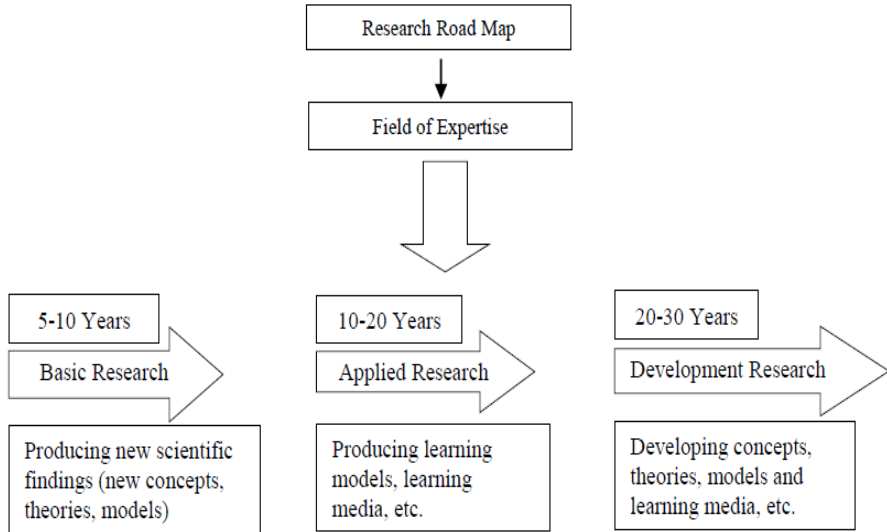 Research Road Map
Field of Expertise
5-10 Years
Basic Research
Producing new scientific
findings (new concepts,
theories, models)
10-20 Years
Applied Research
Producing learning
models, learning
media, etc.
20-30 Years
Development Research
Developing concepts,
theories, models and
learning media, etc.